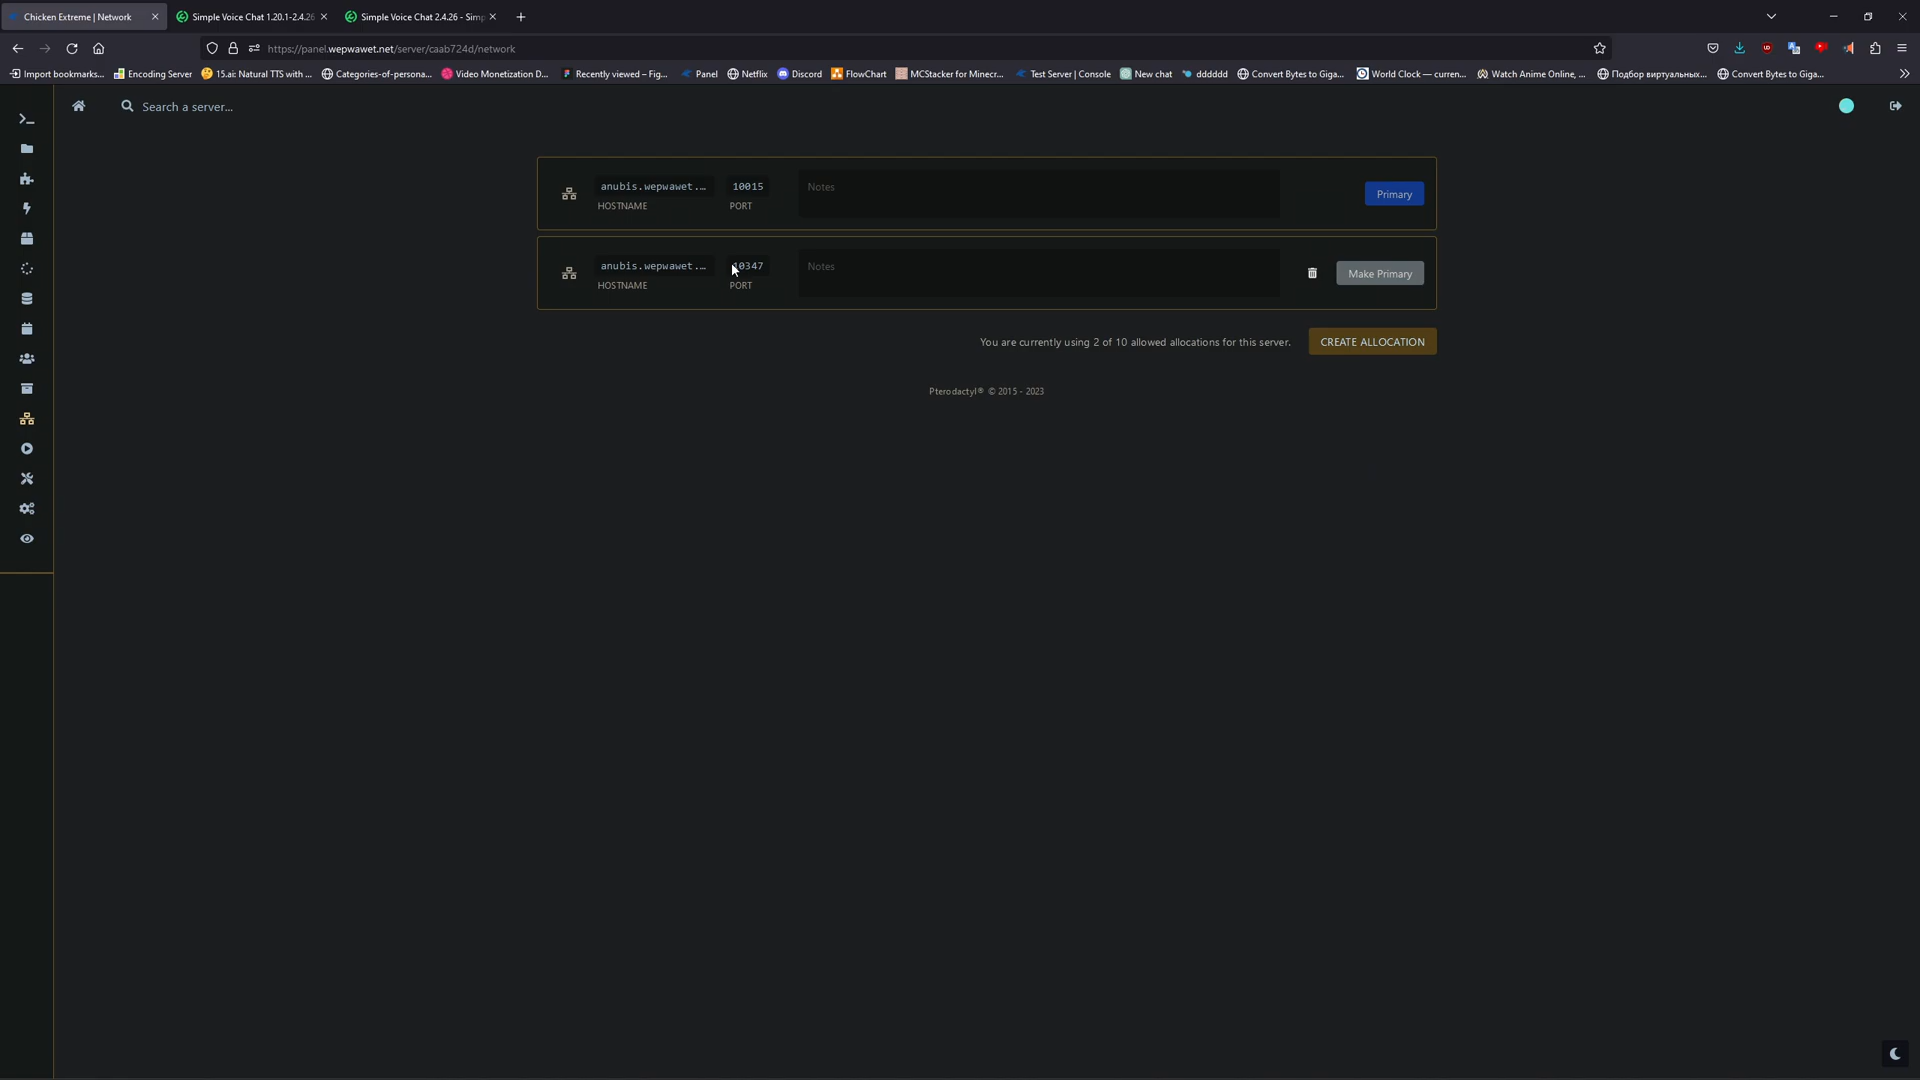 Chicken Extreme | Network
Simple Voice Chat 1.20.1-2.4.26
Simple Voice Chat 2.4.26 - Simp
https://panel.wepwawet.net/server/caab724d/network
Import bookmarks...
Encoding Server
15.ai: Natural TTS with ...
Categories-of-persona...
Video Monetization D...
Recently viewed – Fig...
Panel
Netflix
Discord
FlowChart
MCStacker for Minecr...
Test Server | Console
New chat
dddddd
Convert Bytes to Giga...
World Clock — curren...
Watch Anime Online, ...
Подбор виртуальных...
Convert Bytes to Giga...
Search a server...
anubis.wepwawet.…
10015
Notes
Primary
HOSTNAME
PORT
anubis.wepwawet.…
10347
Notes
Make Primary
HOSTNAME
PORT
You are currently using 2 of 10 allowed allocations for this server.
CREATE ALLOCATION
Pterodactyl® © 2015 - 2023